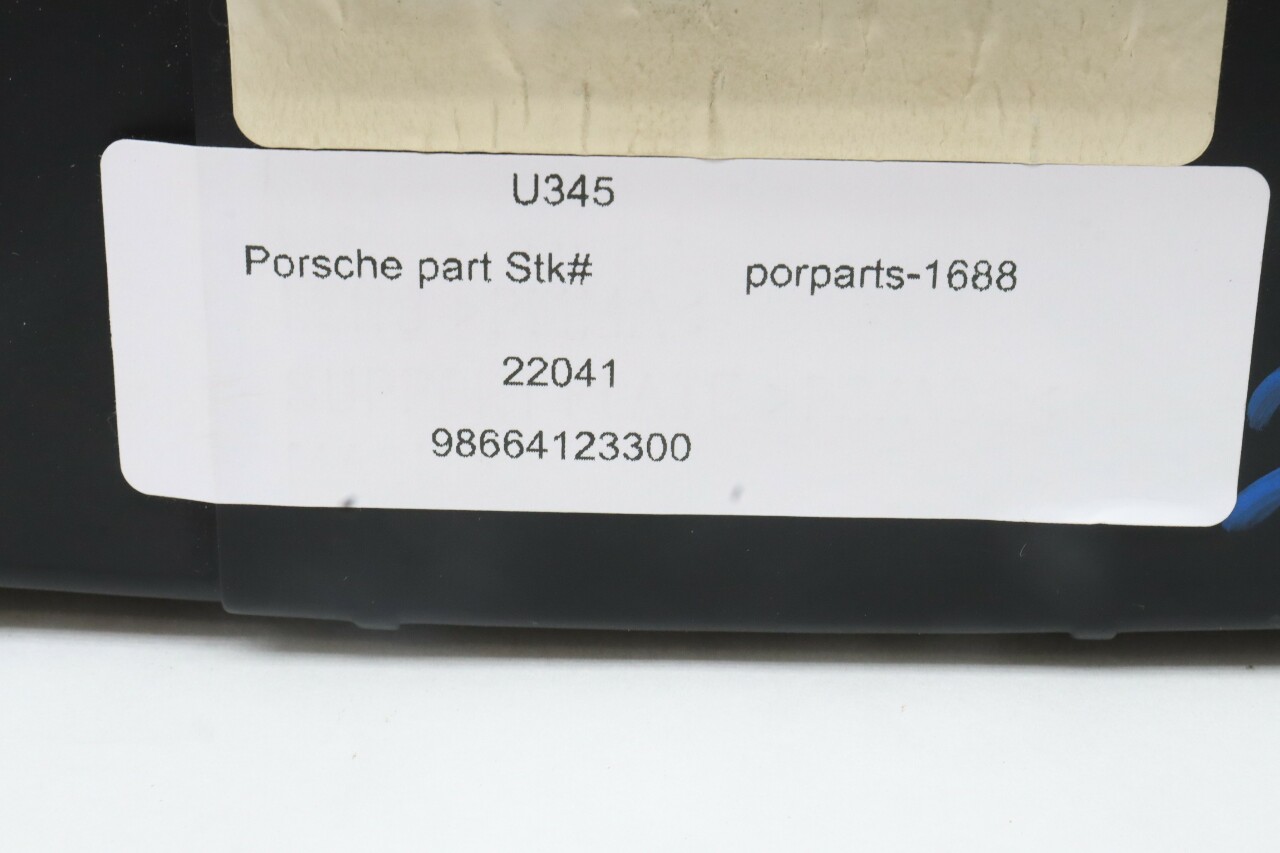 U345
Porsche part Stk# porparts-1688
22041
98664123300